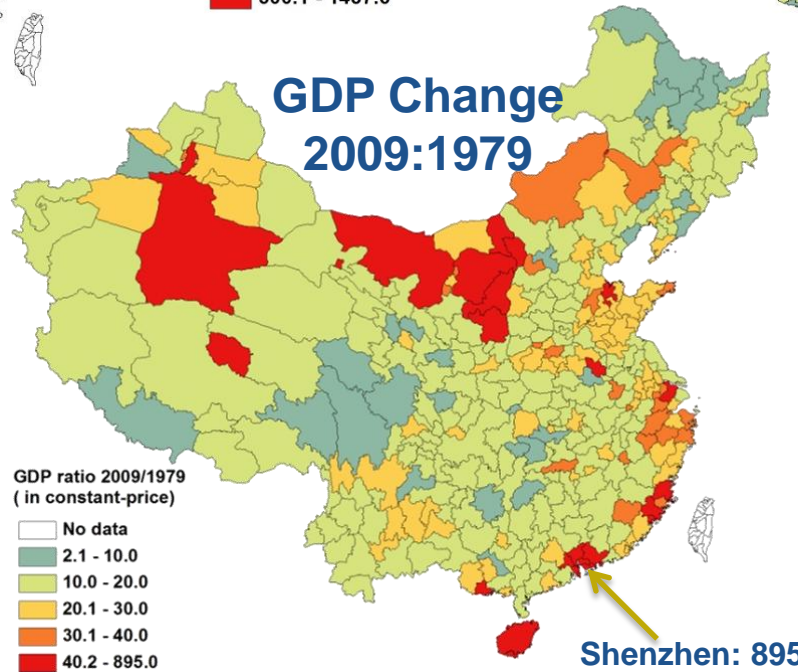 GDP Change
2009:1979
GDP ratio 2009/1979
( in constant-price)
No data
2.1 - 10.0
10.0 - 20.0
20.1 - 30.0
30.1 - 40.0
40.2 - 895.0
Shenzhen: 895